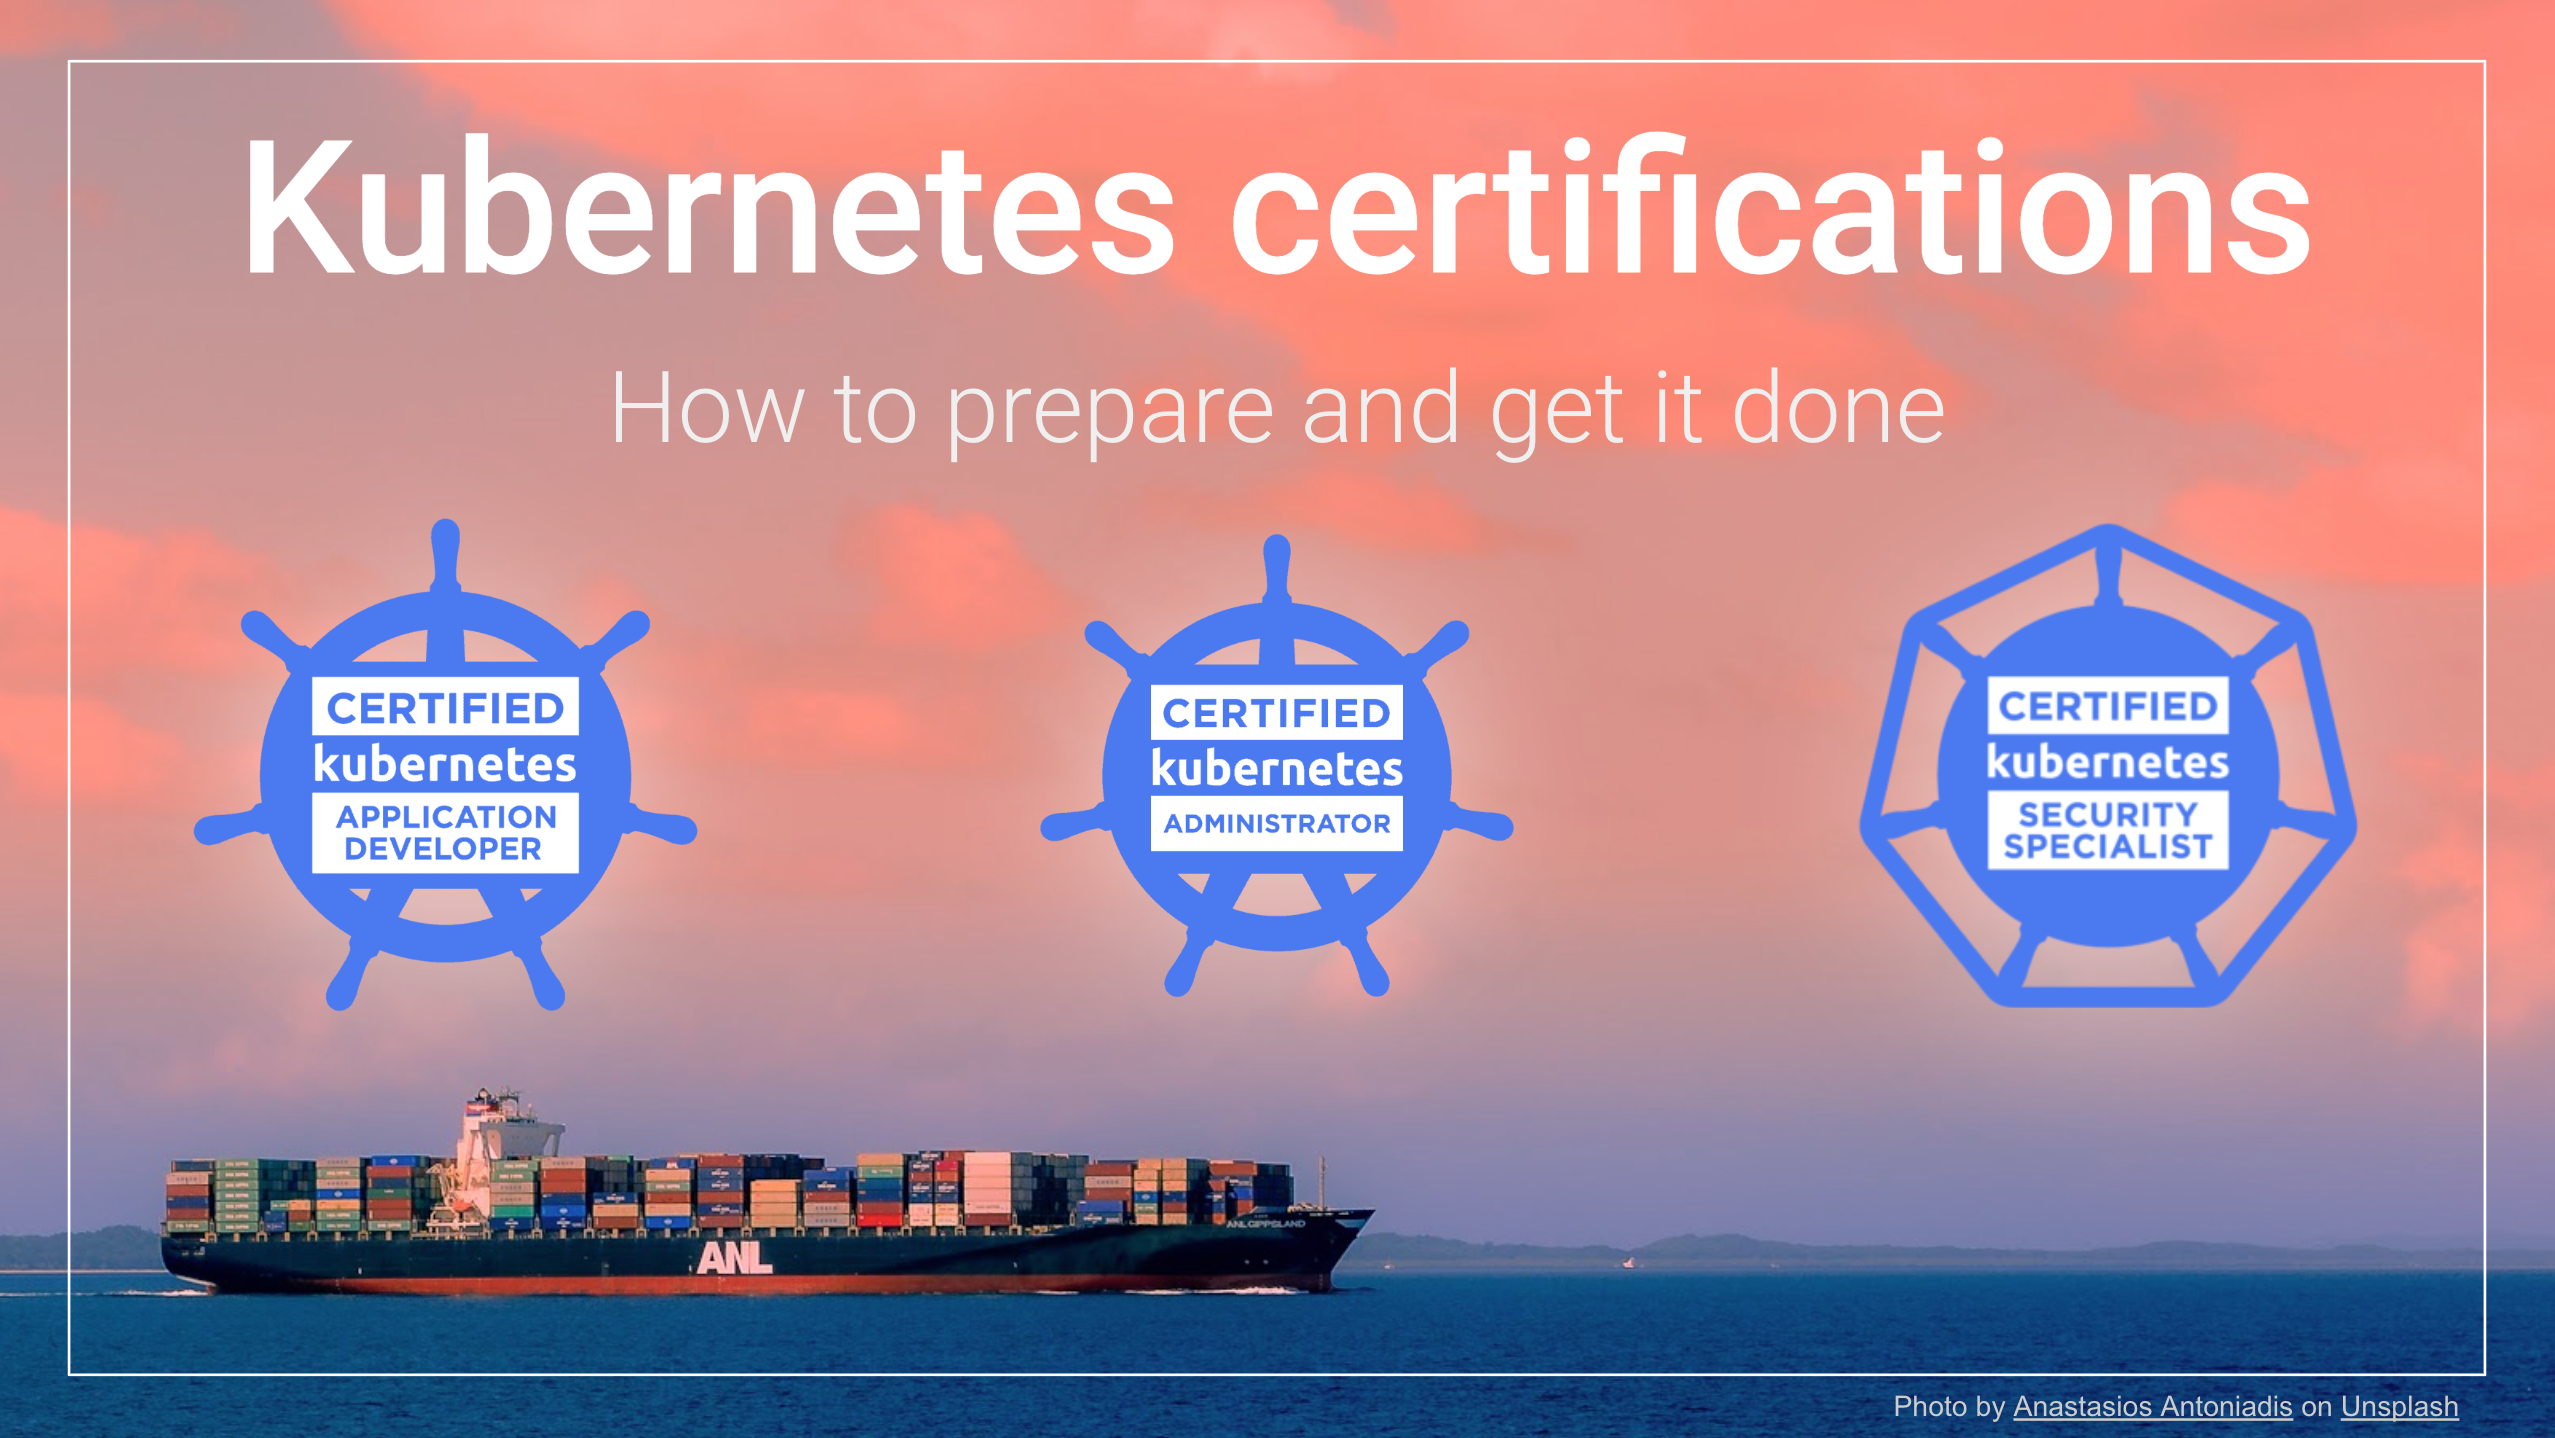 Kubernetes certifications
How to prepare and get it done
CERTIFIED
kubernetes
APPLICATION
DEVELOPER
CERTIFIED
kubernetes
ADMINISTRATOR
CERTIFIED
kubernetes
SECURITY
SPECIALIST
ANL GIPPSLAND
ANL
Photo by Anastasios Antoniadis on Unsplash